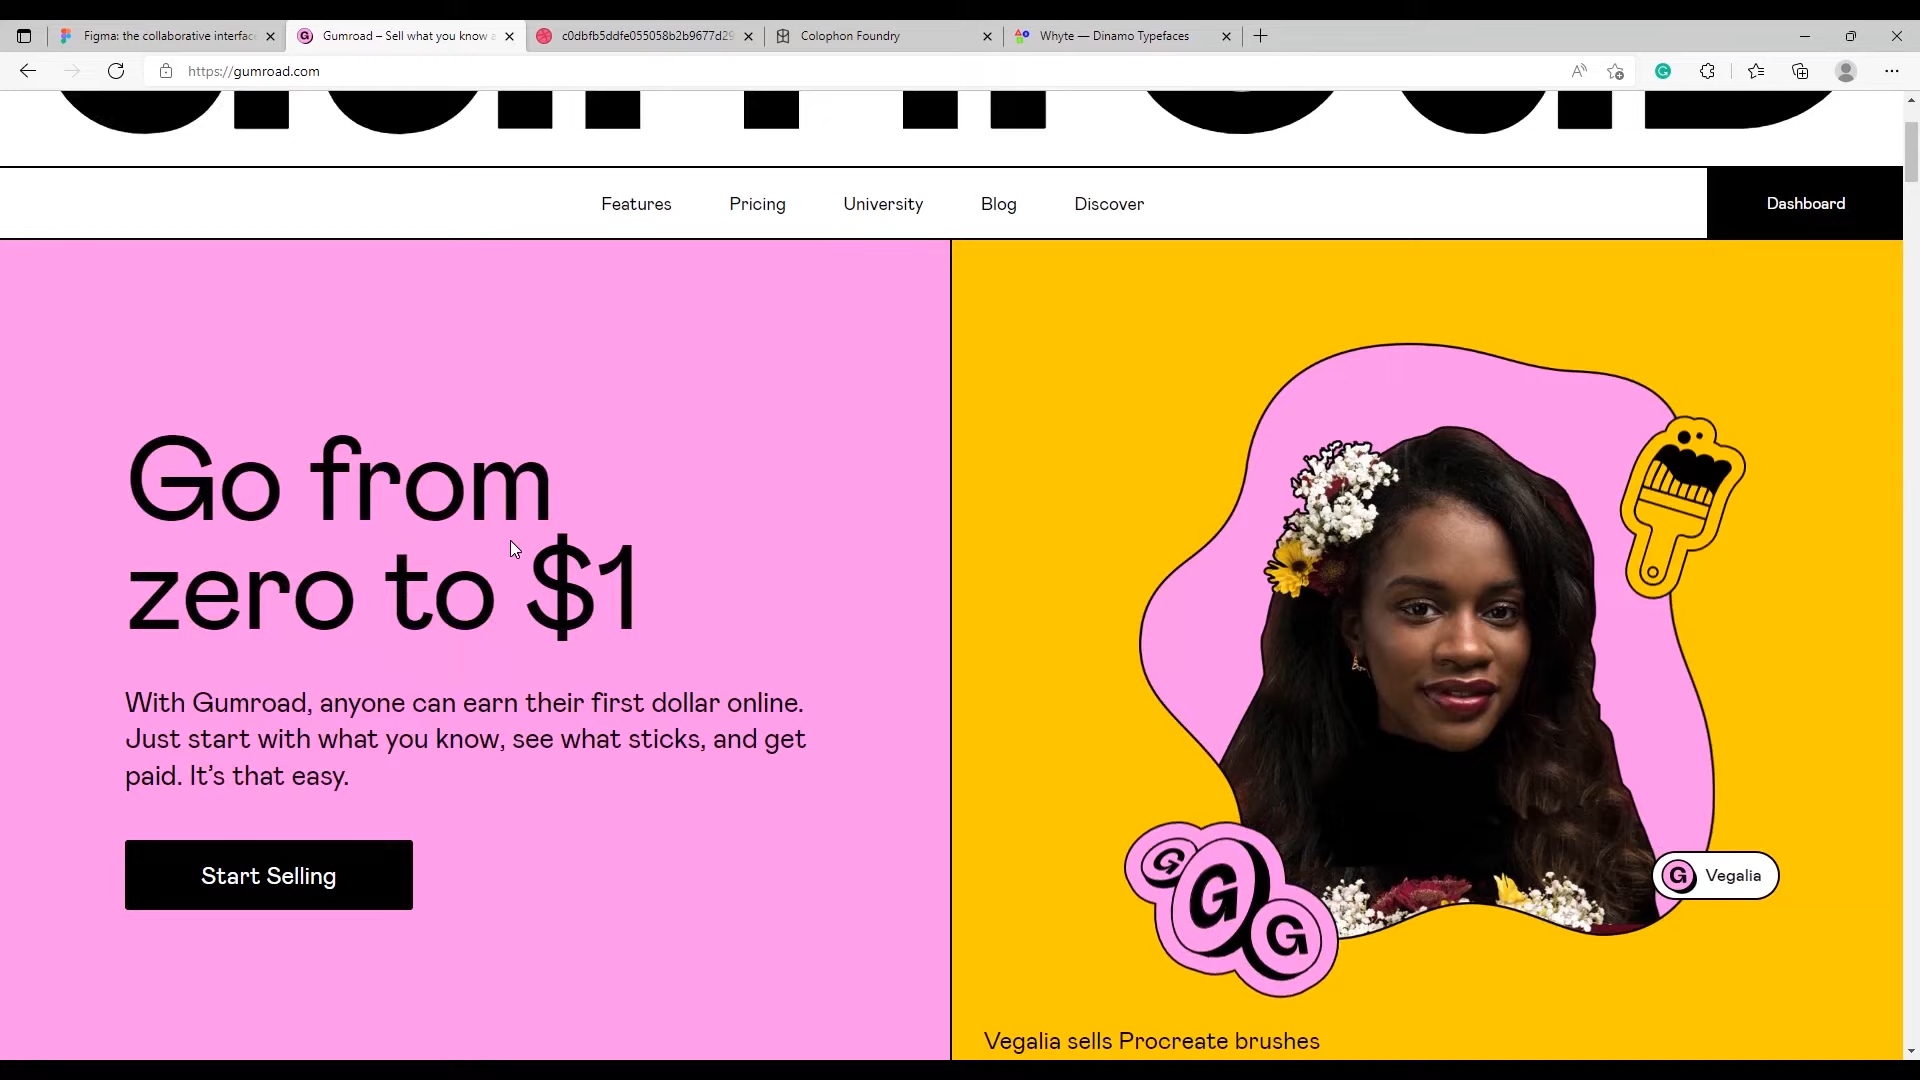 Figma: the collaborative interfac
Gumroad – Sell what you know a
c0dbfb5ddfe055058b2b9677d29
Colophon Foundry
Whyte — Dinamo Typefaces
https://gumroad.com
Features
Pricing
University
Blog
Discover
Dashboard
Go from
zero to $1
With Gumroad, anyone can earn their first dollar online.
Just start with what you know, see what sticks, and get
paid. It’s that easy.
Start Selling
G
G
G
G Vegalia
Vegalia sells Procreate brushes